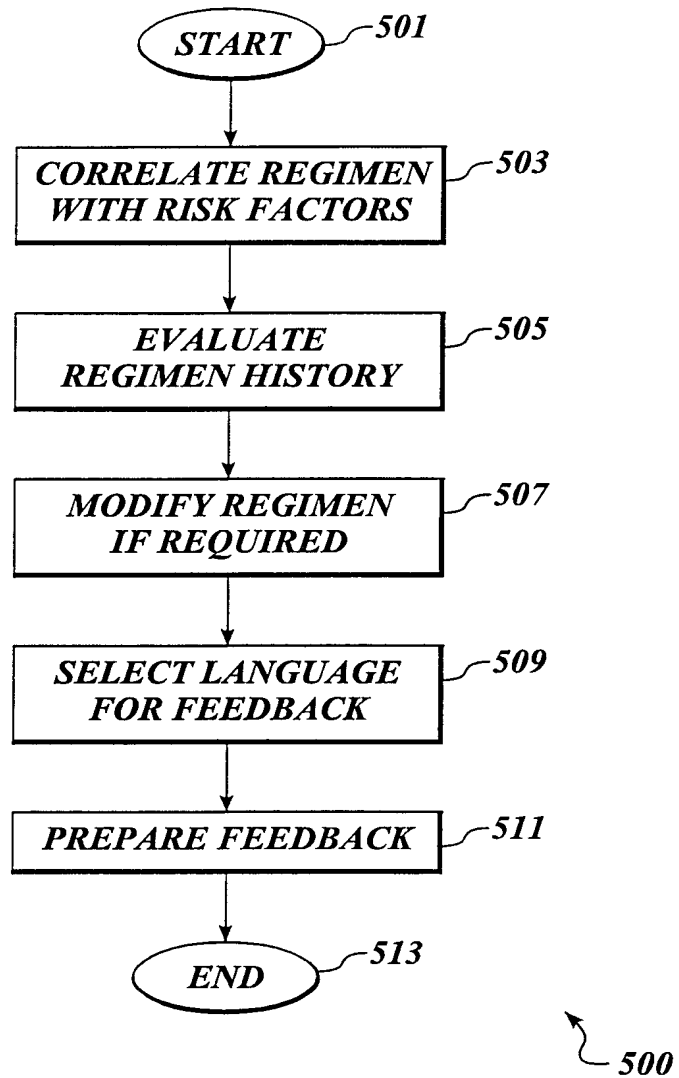 START
501
CORRELATE REGIMEN
WITH RISK FACTORS
503
EVALUATE
REGIMEN HISTORY
505
MODIFY REGIMEN
IF REQUIRED
507
SELECT LANGUAGE
FOR FEEDBACK
509
PREPARE FEEDBACK
511
END
513
500